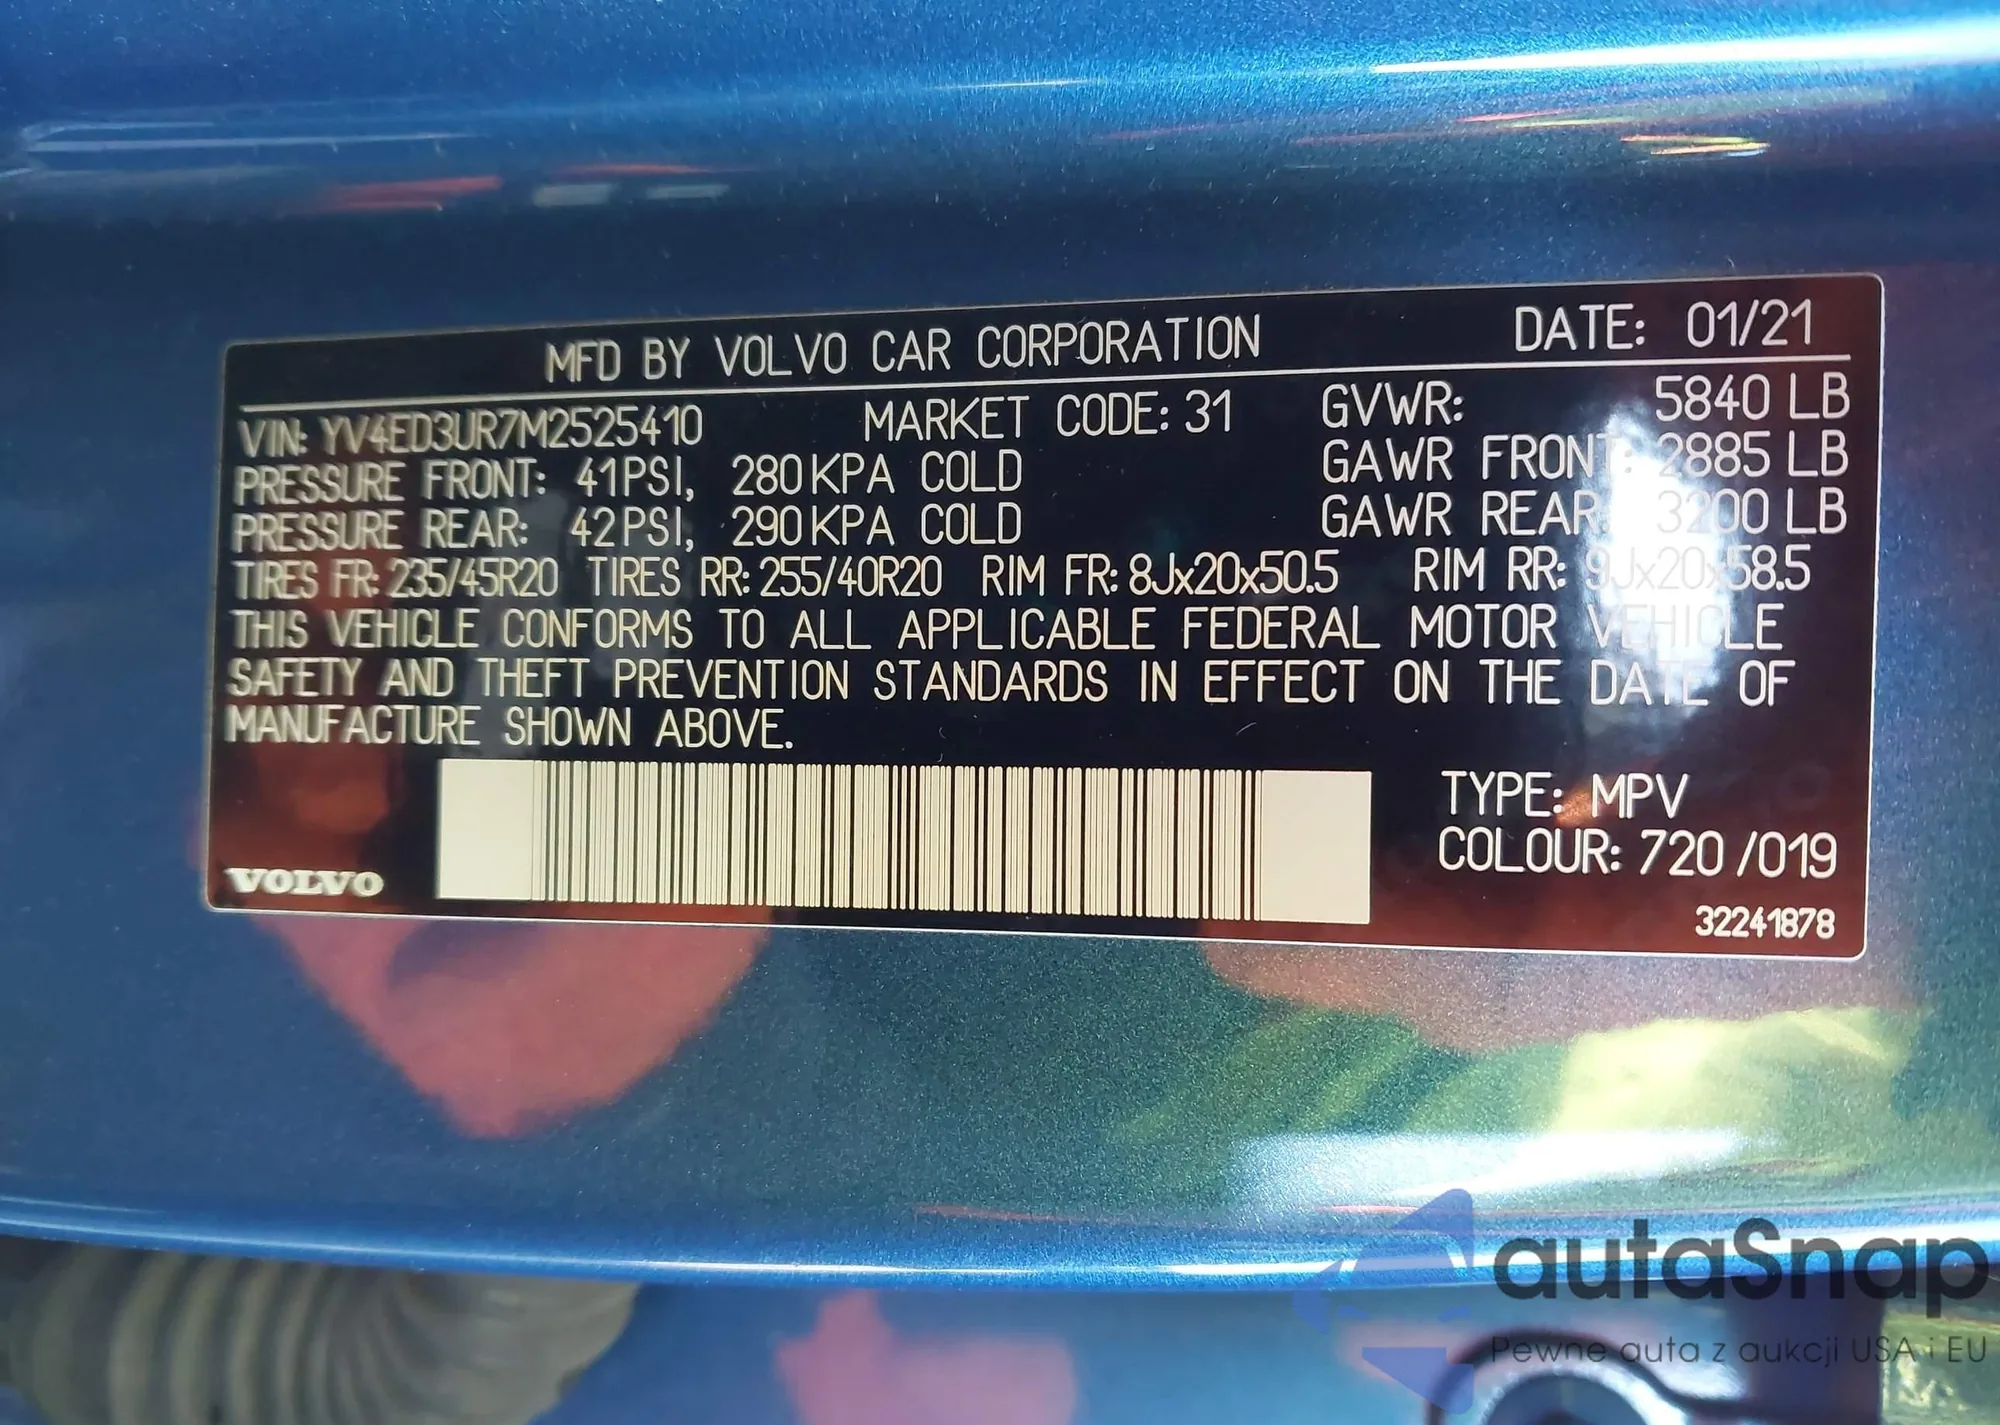 MFD BY VOLVO CAR CORPORATION DATE: 01/21
VIN: YV4ED3UR7M2525410 MARKET CODE: 31 GVWR: 5840 LB
PRESSURE FRONT: 41PSI, 280KPA COLD GAWR FRONT: 2885 LB
PRESSURE REAR: 42PSI, 290KPA COLD GAWR REAR: 3200 LB
TIRES FR: 235/45R20 TIRES RR: 255/40R20 RIM FR: 8Jx20x50.5 RIM RR: 9Jx20x58.5
THIS VEHICLE CONFORMS TO ALL APPLICABLE FEDERAL MOTOR VEHICLE
SAFETY AND THEFT PREVENTION STANDARDS IN EFFECT ON THE DATE OF
MANUFACTURE SHOWN ABOVE.
TYPE: MPV
COLOUR: 720 /019
VOLVO
32241878
autaSnap
Pewne auta z aukcji USA i EU